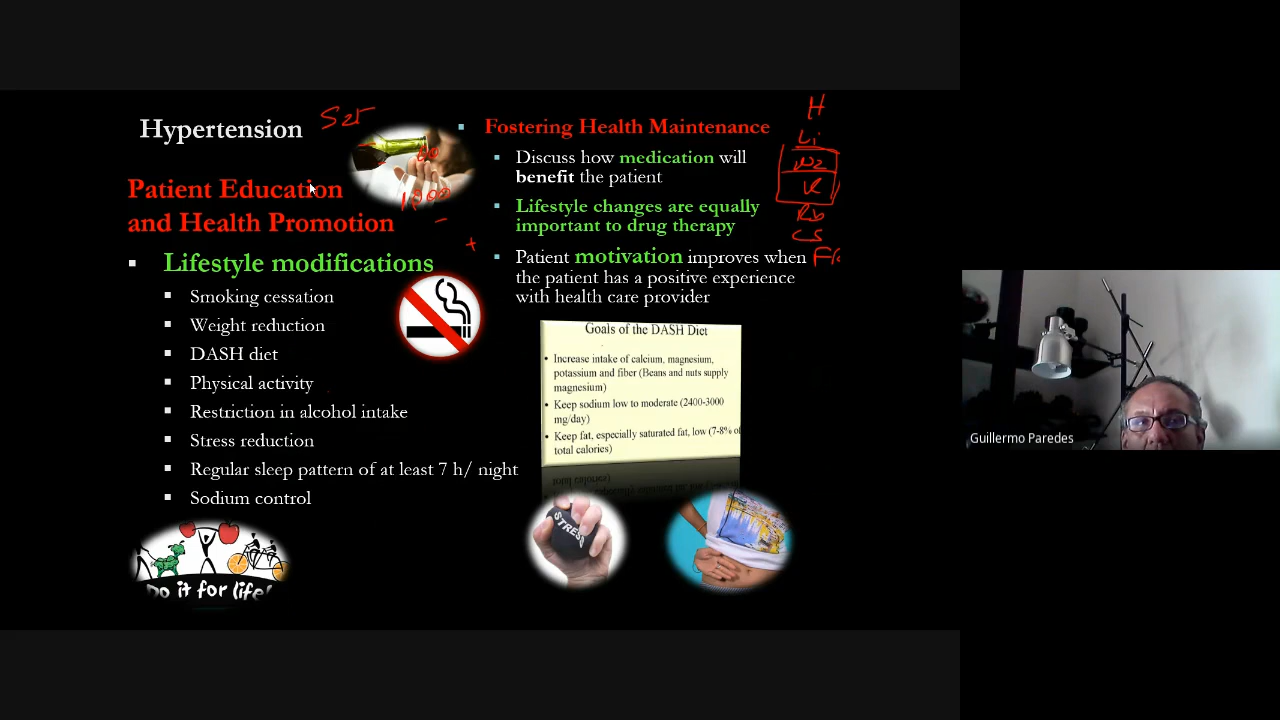 Hypertension
Patient Education
and Health Promotion
▪ Lifestyle modifications
▪ Smoking cessation
▪ Weight reduction
▪ DASH diet
▪ Physical activity
▪ Restriction in alcohol intake
▪ Stress reduction
▪ Regular sleep pattern of at least 7 h/ night
▪ Sodium control
Do it for life!
▪ Fostering Health Maintenance
▪ Discuss how medication will
benefit the patient
▪ Lifestyle changes are equally
important to drug therapy
▪ Patient motivation improves when
the patient has a positive experience
with health care provider
Goals of the DASH Diet
• Increase intake of calcium, magnesium,
potassium and fiber (Beans and nuts supply
magnesium)
• Keep sodium low to moderate (2400-3000
mg/day)
• Keep fat, especially saturated fat, low (7-8% of
total calories)
STRESS
H
Li
Na
K
Rb
Cs
Fr
Guillermo Paredes